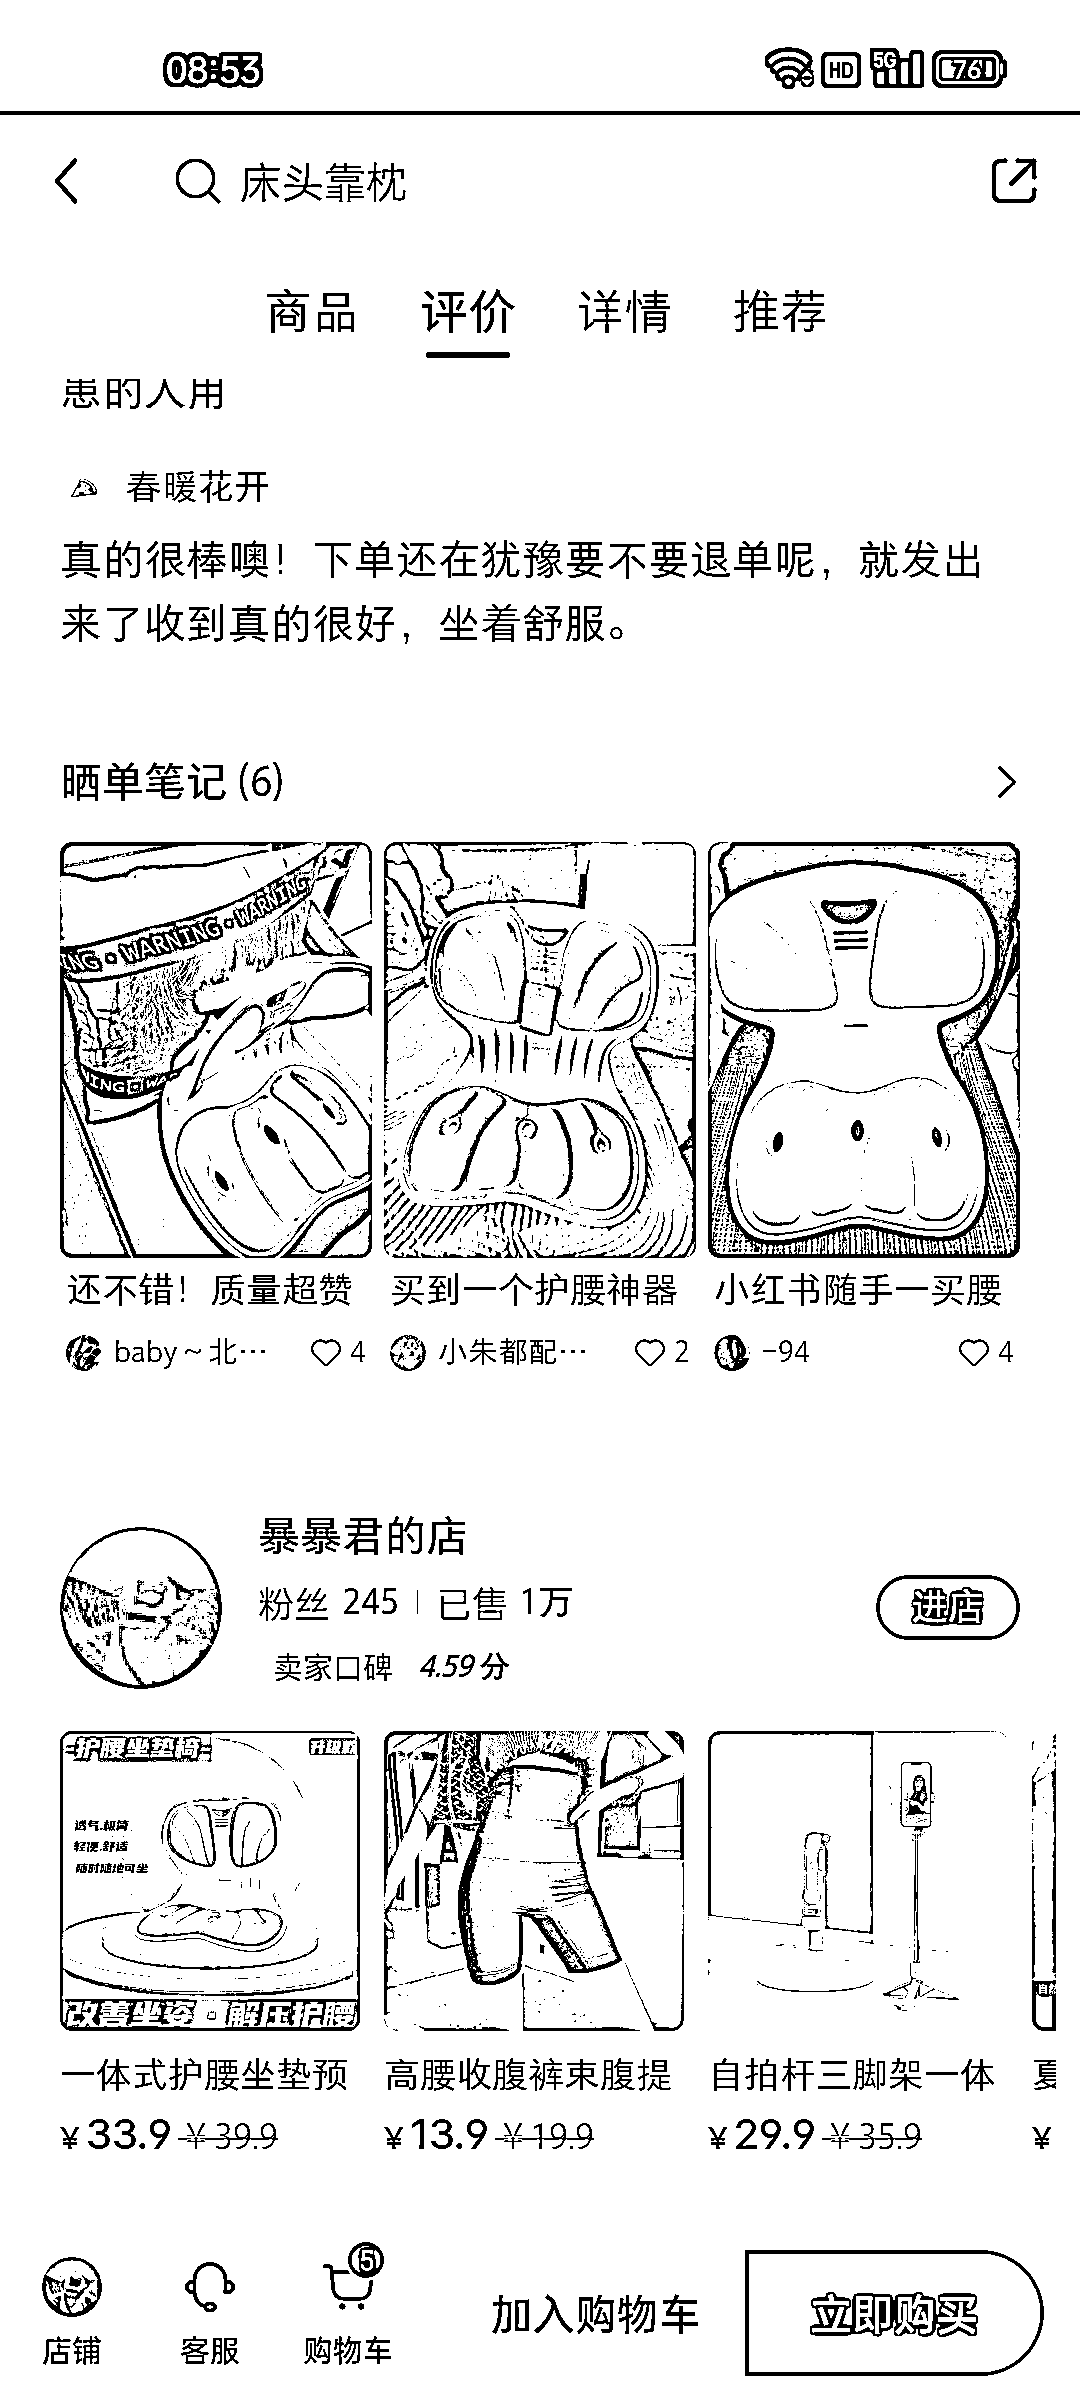 08:53
HD 5G 76
床头靠枕
商品 评价 详情 推荐
患的人用
春暖花开
真的很棒噢！下单还在犹豫要不要退单呢，就发出
来了收到真的很好，坐着舒服。
晒单笔记 (6)
WARNING • WARNING
还不错！质量超赞 买到一个护腰神器 小红书随手一买腰
baby～北… 4 小朱都配… 2 -94 4
暴暴君的店
粉丝 245 | 已售 1万
进店
卖家口碑 4.59 分
护腰坐垫椅
升级款
透气.极简
轻便.舒适
随时随地可坐
改善坐姿 解压护腰
一体式护腰坐垫预 高腰收腹裤束腹提 自拍杆三脚架一体 夏
¥33.9 ¥39.9 ¥13.9 ¥19.9 ¥29.9 ¥35.9 ¥
5
店铺 客服 购物车 加入购物车 立即购买